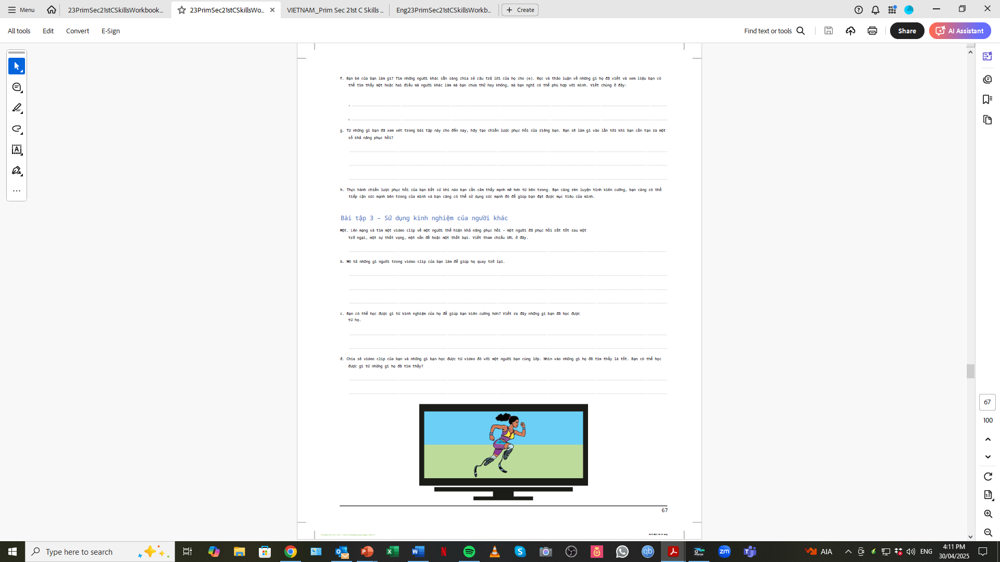 23PrimSec21stCSkillsWorkbook...
23PrimSec21stCSkillsWo...
VIETNAM_Prim Sec 21st C Skills ...
Eng23PrimSec21stCSkillsWorkb...
Create
Menu
All tools
Edit
Convert
E-Sign
Find text or tools
Share
AI Assistant
f. Bạn bè của bạn làm gì? Tìm những người khác sẵn sàng chia sẻ câu trả lời của họ cho (e). Đọc và thảo luận về những gì họ đã viết và xem liệu bạn có
thể tìm thấy một hoặc hai điều mà người khác làm mà bạn chưa thử hay không, mà bạn nghĩ có thể phù hợp với mình. Viết chúng ở đây:
g. Từ những gì bạn đã xem xét trong bài tập này cho đến nay, hãy tạo chiến lược phục hồi của riêng bạn. Bạn sẽ làm gì vào lần tới khi bạn cần tạo ra một
số khả năng phục hồi?
h. Thực hành chiến lược phục hồi của bạn bất cứ khi nào bạn cần cảm thấy mạnh mẽ hơn từ bên trong. Bạn càng rèn luyện tính kiên cường, bạn càng có thể
tiếp cận sức mạnh bên trong của mình và bạn càng có thể sử dụng sức mạnh đó để giúp bạn đạt được mục tiêu của mình.
Bài tập 3 – Sử dụng kinh nghiệm của người khác
Một. Lên mạng và tìm một video clip về một người thể hiện khả năng phục hồi – một người đã phục hồi rất tốt sau một
trở ngại, một sự thất vọng, một vấn đề hoặc một thất bại. Viết tham chiếu URL ở đây.
b. Mô tả những gì người trong video clip của bạn làm để giúp họ quay trở lại.
c. Bạn có thể học được gì từ kinh nghiệm của họ để giúp bạn kiên cường hơn? Viết ra đây những gì bạn đã học được
từ họ.
đ. Chia sẻ video clip của bạn và những gì bạn học được từ video đó với một người bạn cùng lớp. Nhìn vào những gì họ đã tìm thấy là tốt. Bạn có thể học
được gì từ những gì họ đã tìm thấy?
67
67
100
Type here to search
AIA
ENG
4:11 PM
30/04/2025